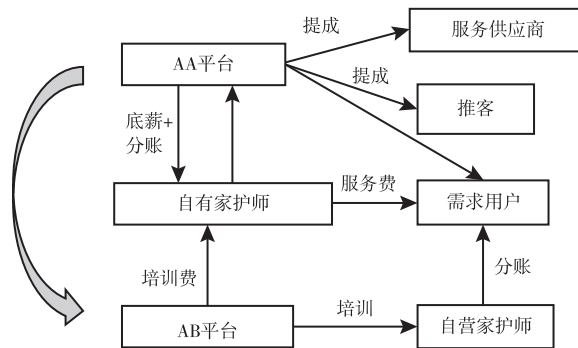 提成
服务供应商
AA平台
提成
推客
底薪+
分账
服务费
自有家护师
需求用户
培训费
分账
培训
AB平台
自营家护师